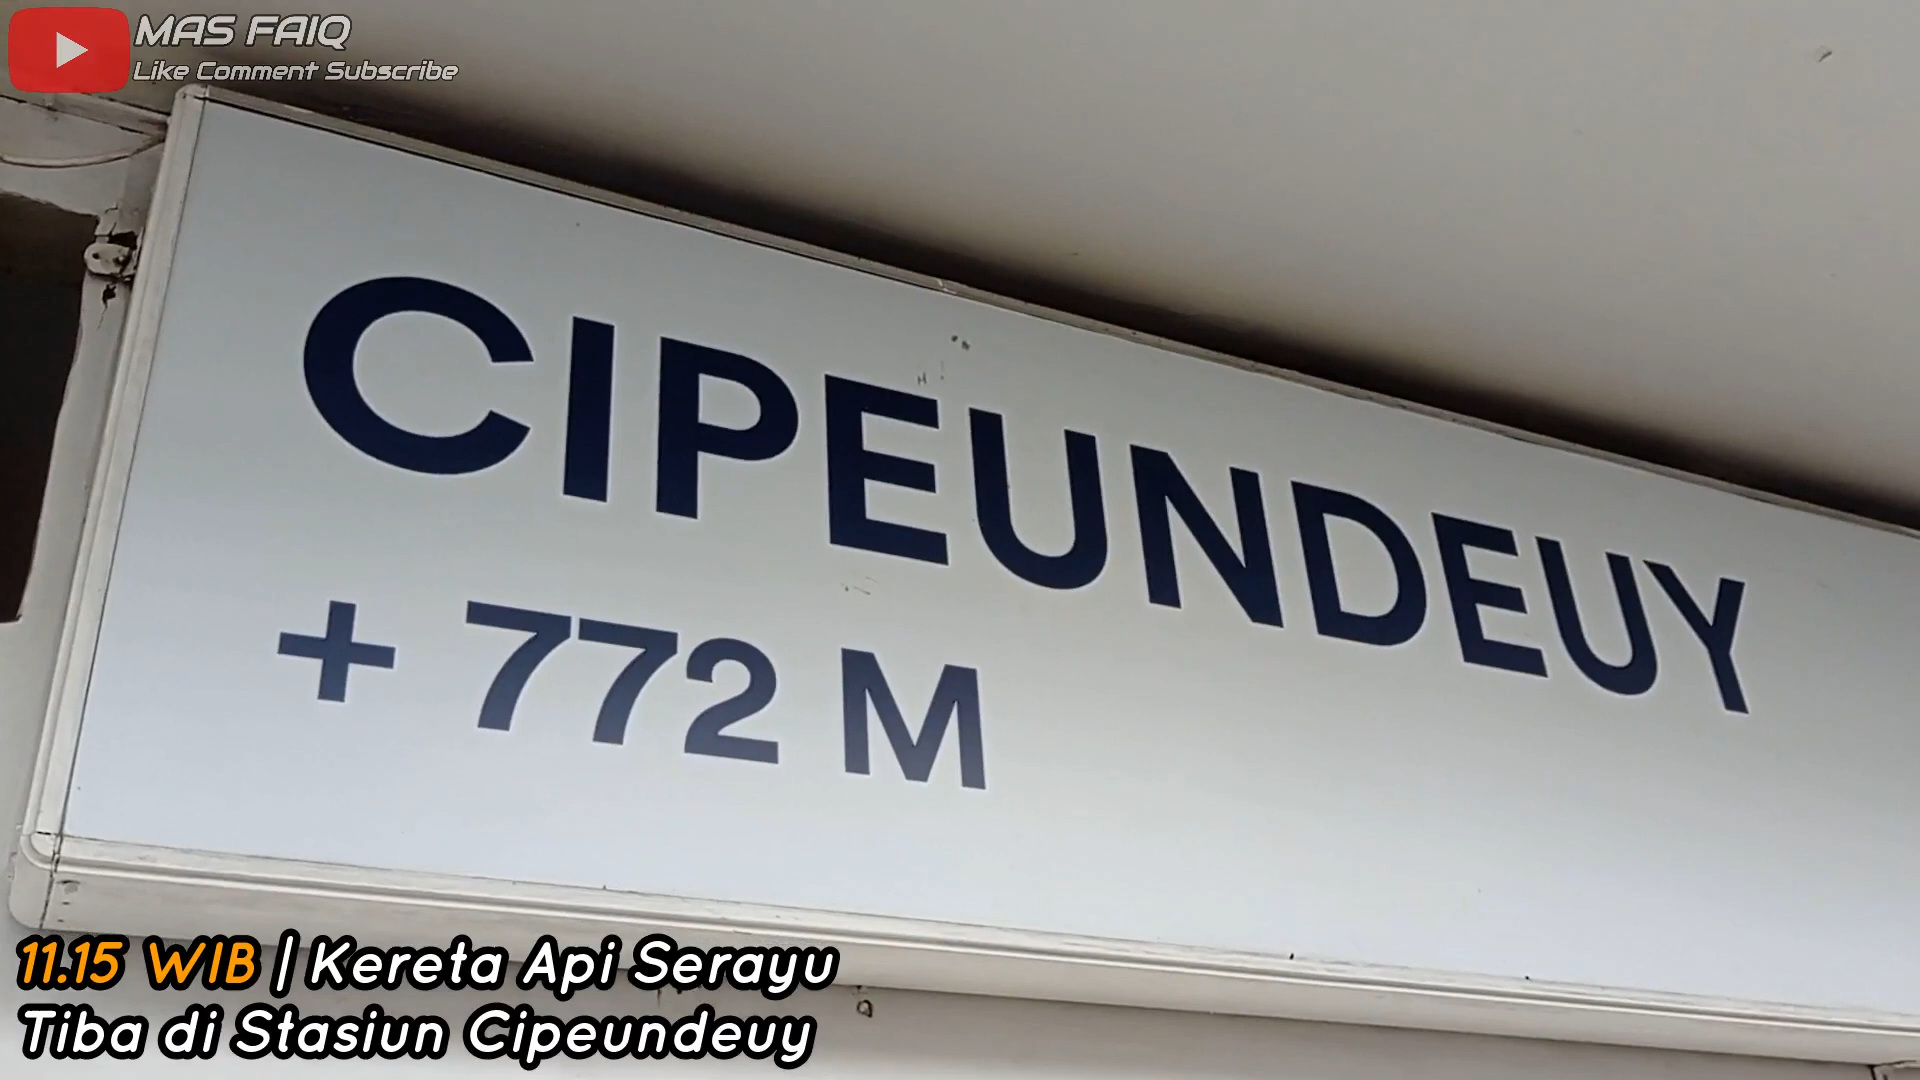 MAS FAIQ
Like Comment Subscribe
CIPEUNDEUY
+ 772 M
11.15 WIB | Kereta Api Serayu
Tiba di Stasiun Cipeundeuy